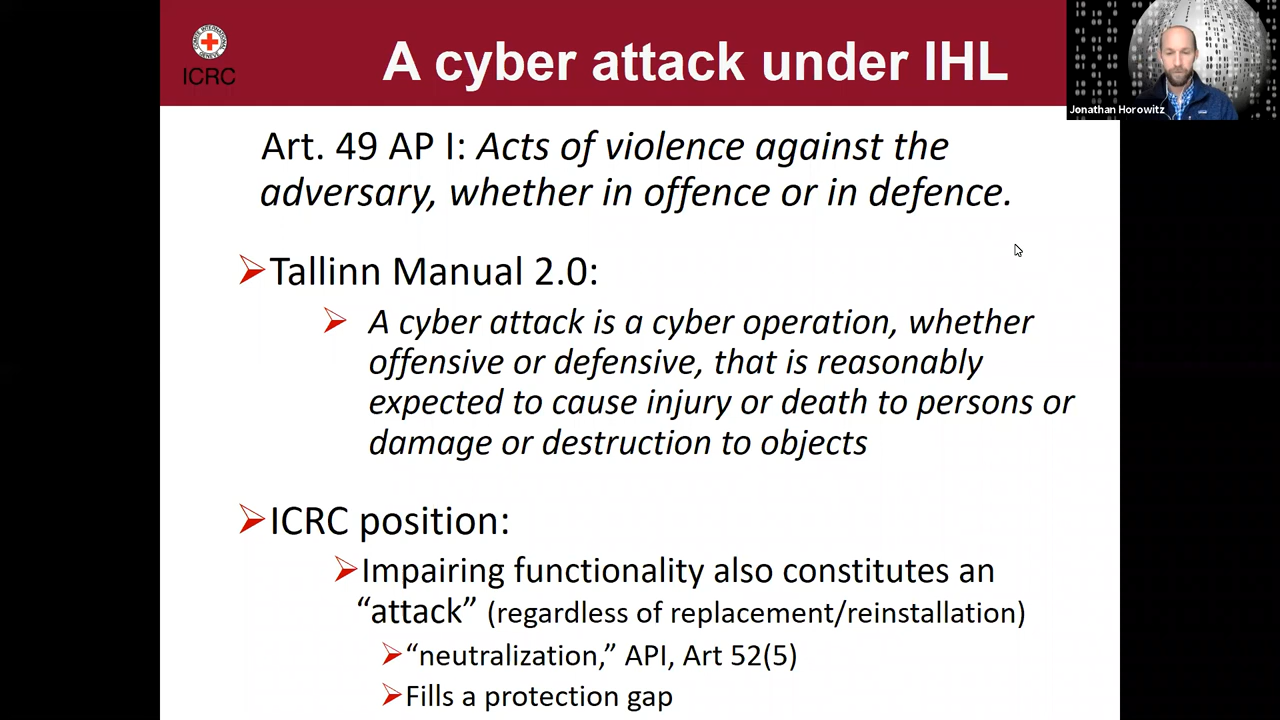 A cyber attack under IHL
ICRC
Jonathan Horowitz
Art. 49 AP I: Acts of violence against the
adversary, whether in offence or in defence.
Tallinn Manual 2.0:
A cyber attack is a cyber operation, whether
offensive or defensive, that is reasonably
expected to cause injury or death to persons or
damage or destruction to objects
ICRC position:
Impairing functionality also constitutes an
“attack” (regardless of replacement/reinstallation)
“neutralization,” API, Art 52(5)
Fills a protection gap